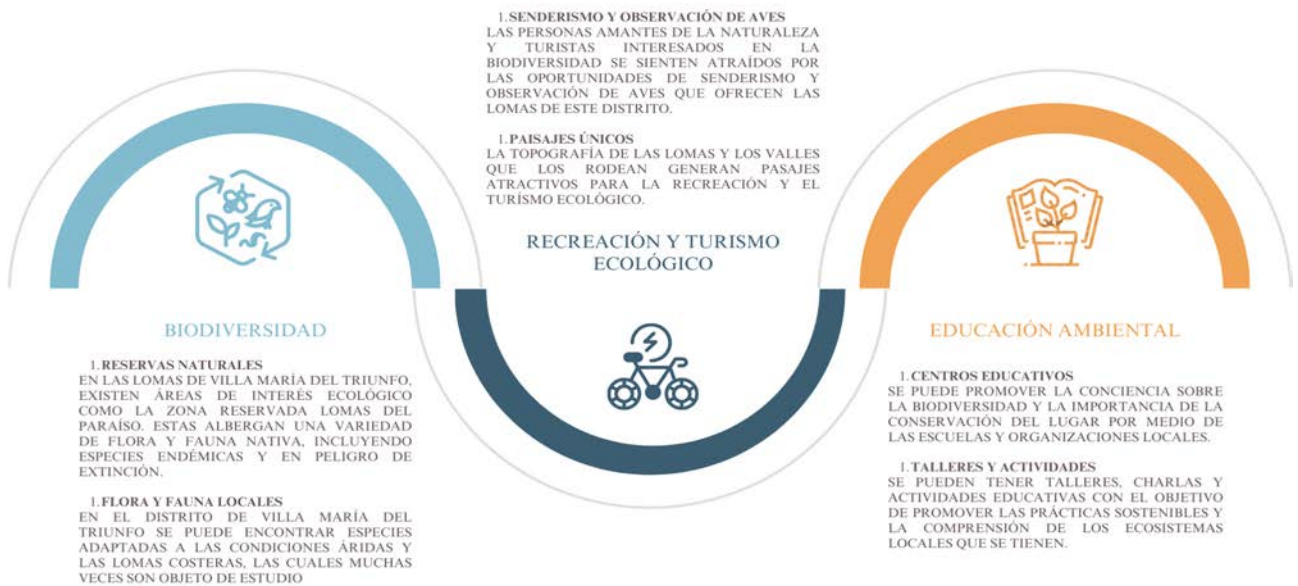 BIODIVERSIDAD
1.RESERVAS NATURALES
EN LAS LOMAS DE VILLA MARÍA DEL TRIUNFO,
EXISTEN ÁREAS DE INTERÉS ECOLÓGICO
COMO LA ZONA RESERVADA LOMAS DEL
PARAÍSO. ESTAS ALBERGAN UNA VARIEDAD
DE FLORA Y FAUNA NATIVA, INCLUYENDO
ESPECIES ENDÉMICAS Y EN PELIGRO DE
EXTINCIÓN.
1.FLORA Y FAUNA LOCALES
EN EL DISTRITO DE VILLA MARÍA DEL
TRIUNFO SE PUEDE ENCONTRAR ESPECIES
ADAPTADAS A LAS CONDICIONES ÁRIDAS Y
LAS LOMAS COSTERAS, LAS CUALES MUCHAS
VECES SON OBJETO DE ESTUDIO
1.SENDERISMO Y OBSERVACIÓN DE AVES
LAS PERSONAS AMANTES DE LA NATURALEZA
Y TURISTAS INTERESADOS EN LA
BIODIVERSIDAD SE SIENTEN ATRAÍDOS POR
LAS OPORTUNIDADES DE SENDERISMO Y
OBSERVACIÓN DE AVES QUE OFRECEN LAS
LOMAS DE ESTE DISTRITO.
1.PAISAJES ÚNICOS
LA TOPOGRAFÍA DE LAS LOMAS Y LOS VALLES
QUE LOS RODEAN GENERAN PASAJES
ATRACTIVOS PARA LA RECREACIÓN Y EL
TURÍSMO ECOLÓGICO.
RECREACIÓN Y TURISMO
ECOLÓGICO
EDUCACIÓN AMBIENTAL
1.CENTROS EDUCATIVOS
SE PUEDE PROMOVER LA CONCIENCIA SOBRE
LA BIODIVERSIDAD Y LA IMPORTANCIA DE LA
CONSERVACIÓN DEL LUGAR POR MEDIO DE
LAS ESCUELAS Y ORGANIZACIONES LOCALES.
1.TALLERES Y ACTIVIDADES
SE PUEDEN TENER TALLERES, CHARLAS Y
ACTIVIDADES EDUCATIVAS CON EL OBJETIVO
DE PROMOVER LAS PRÁCTICAS SOSTENIBLES Y
LA COMPRENSIÓN DE LOS ECOSISTEMAS
LOCALES QUE SE TIENEN.